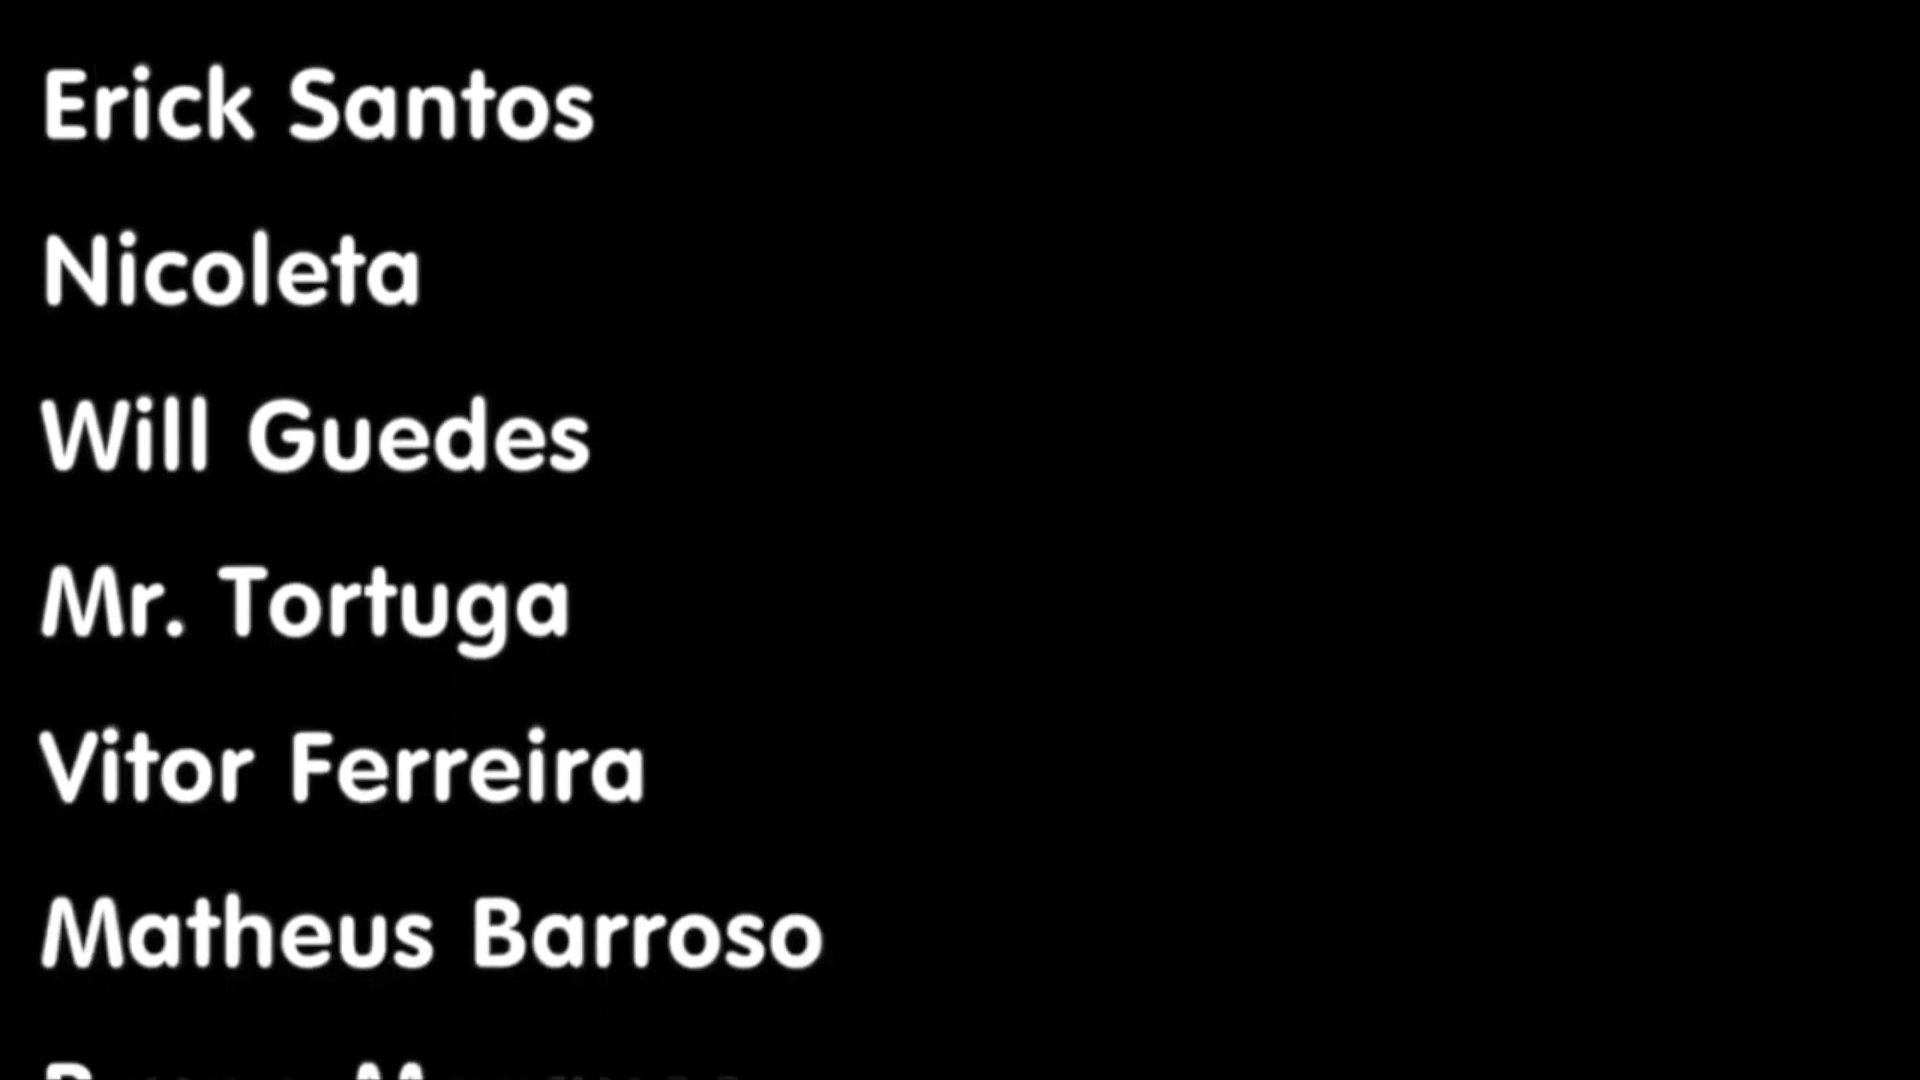 Erick Santos
Nicoleta
Will Guedes
Mr. Tortuga
Vitor Ferreira
Matheus Barroso